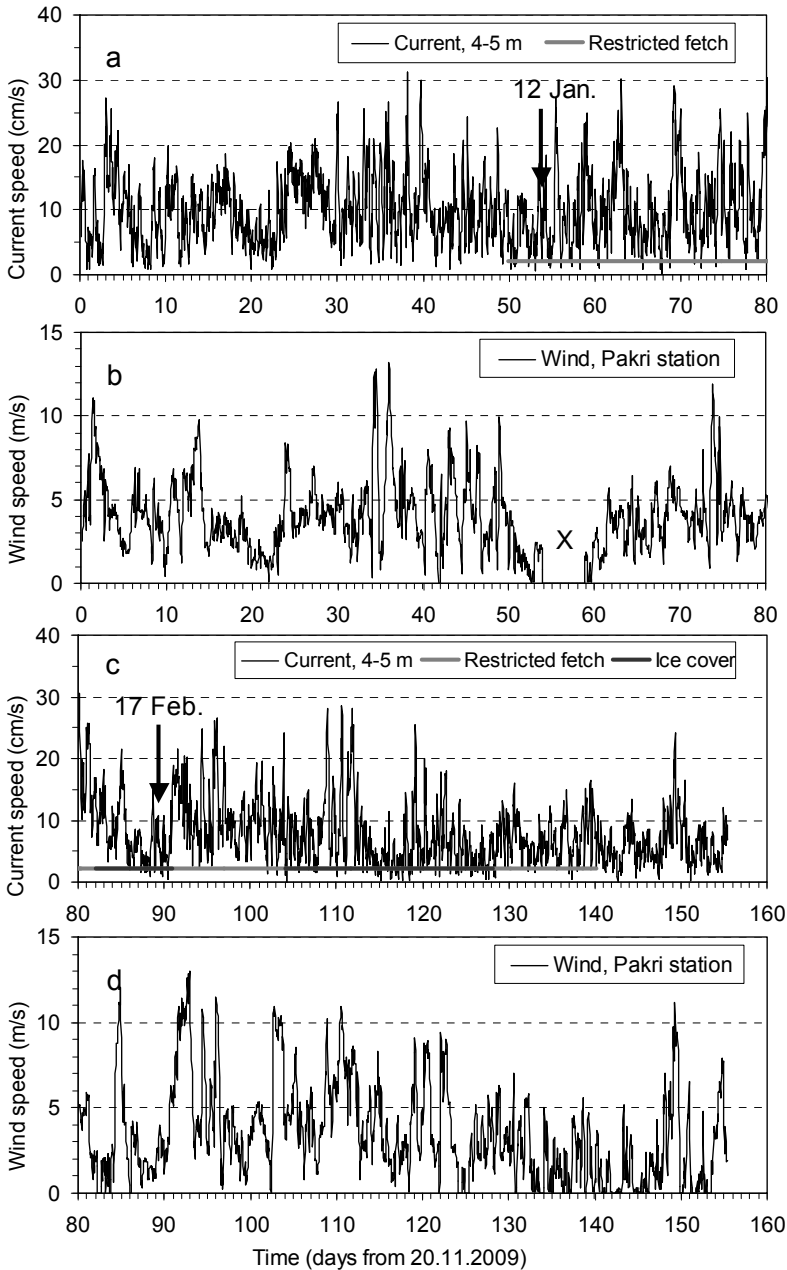 a
Current, 4-5 m
Restricted fetch
12 Jan.
Current speed (cm/s)
40
30
20
10
0
0 10 20 30 40 50 60 70 80
b
Wind, Pakri station
X
Wind speed (m/s)
15
10
5
0
0 10 20 30 40 50 60 70 80
c
Current, 4-5 m
Restricted fetch
Ice cover
17 Feb.
Current speed (cm/s)
40
30
20
10
0
80 90 100 110 120 130 140 150 160
d
Wind, Pakri station
Wind speed (m/s)
15
10
5
0
80 90 100 110 120 130 140 150 160
Time (days from 20.11.2009)